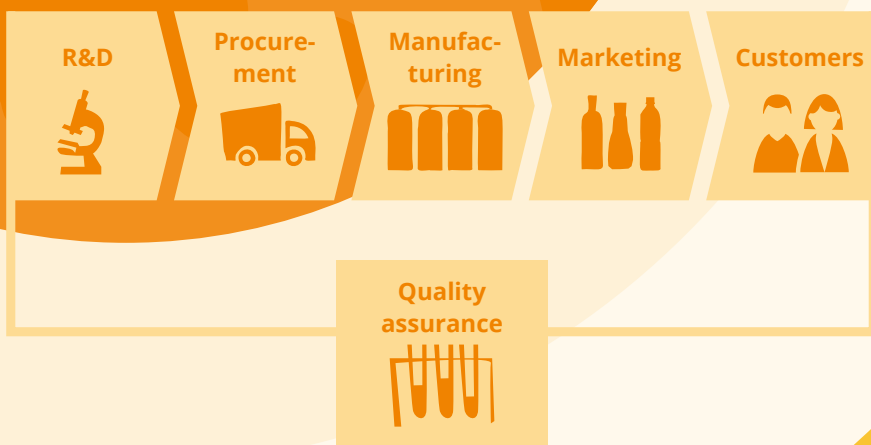 R&D
Procure-
ment
Manufac-
turing
Marketing
Customers
Quality
assurance